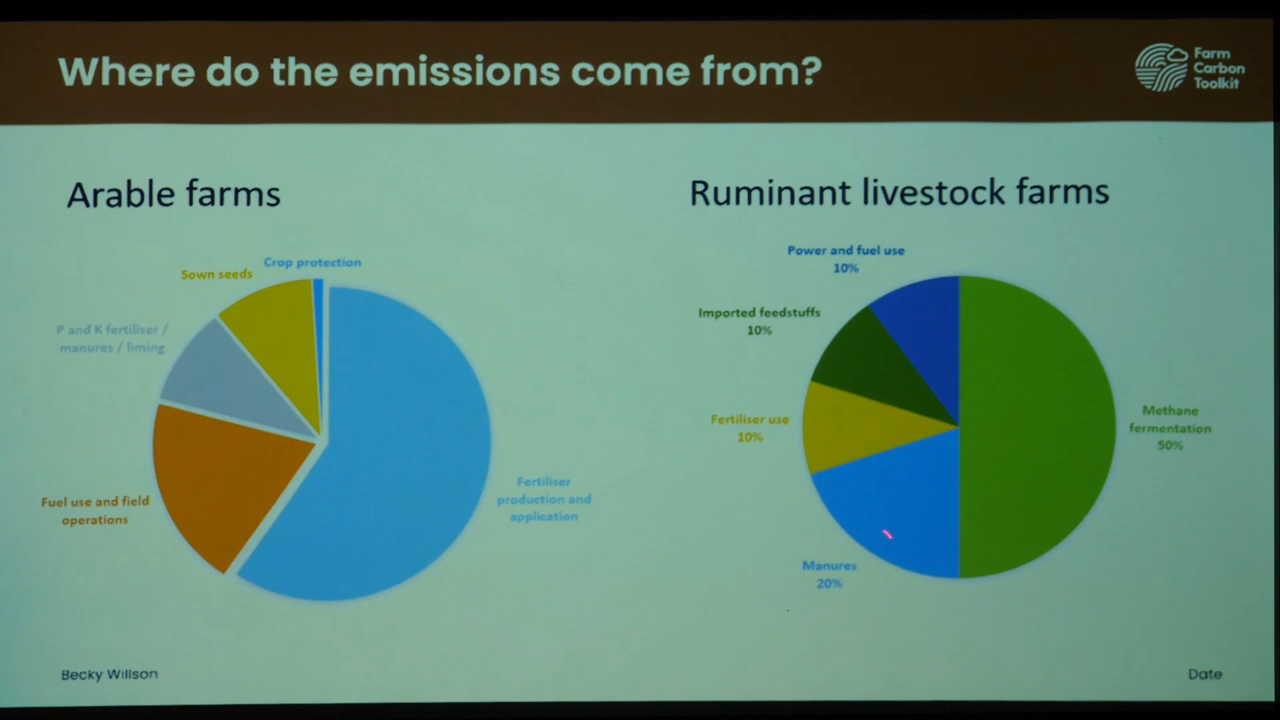 Where do the emissions come from?
Farm
Carbon
Toolkit
Arable farms
Crop protection
Sown seeds
P and K fertiliser /
manures / liming
Fuel use and field
operations
Fertiliser
production and
application
Ruminant livestock farms
Power and fuel use
10%
Imported feedstuffs
10%
Fertiliser use
10%
Manures
20%
Methane
fermentation
50%
Becky Willson
Date